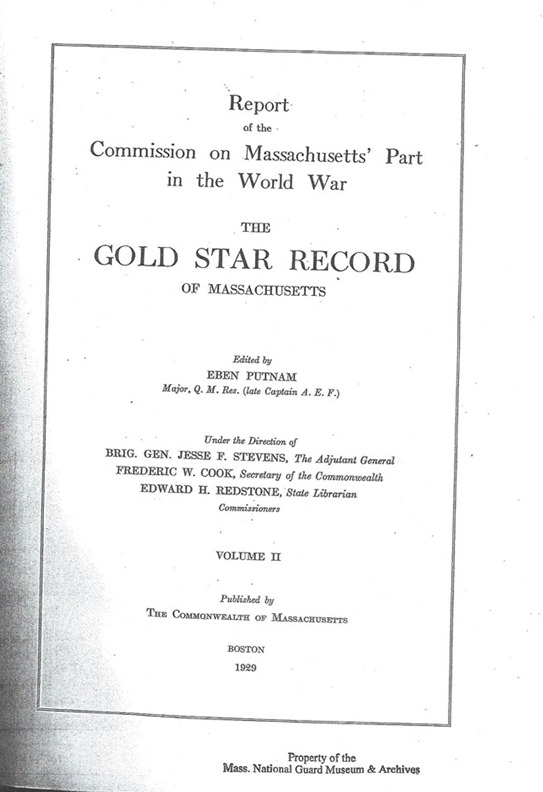 Report
of the
Commission on Massachusetts' Part
in the World War
THE
GOLD STAR RECORD
OF MASSACHUSETTS
Edited by
EBEN PUTNAM
Major, Q. M. Res. (late Captain A. E. F.)
Under the Direction of
BRIG. GEN. JESSE F. STEVENS, The Adjutant General
FREDERIC W. COOK, Secretary of the Commonwealth
EDWARD H. REDSTONE, State Librarian
Commissioners
VOLUME II
Published by
THE COMMONWEALTH OF MASSACHUSETTS
BOSTON
1929
Property of the
Mass. National Guard Museum & Archives